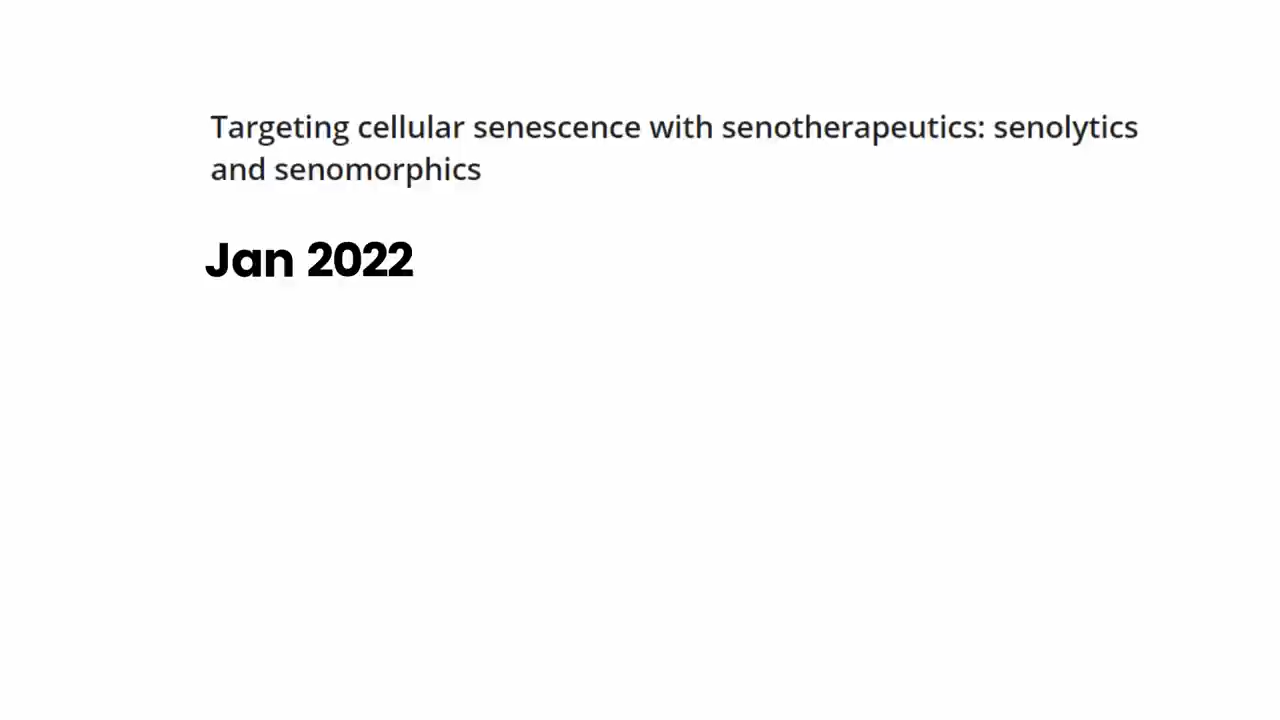 Targeting cellular senescence with senotherapeutics: senolytics
and senomorphics
Jan 2022